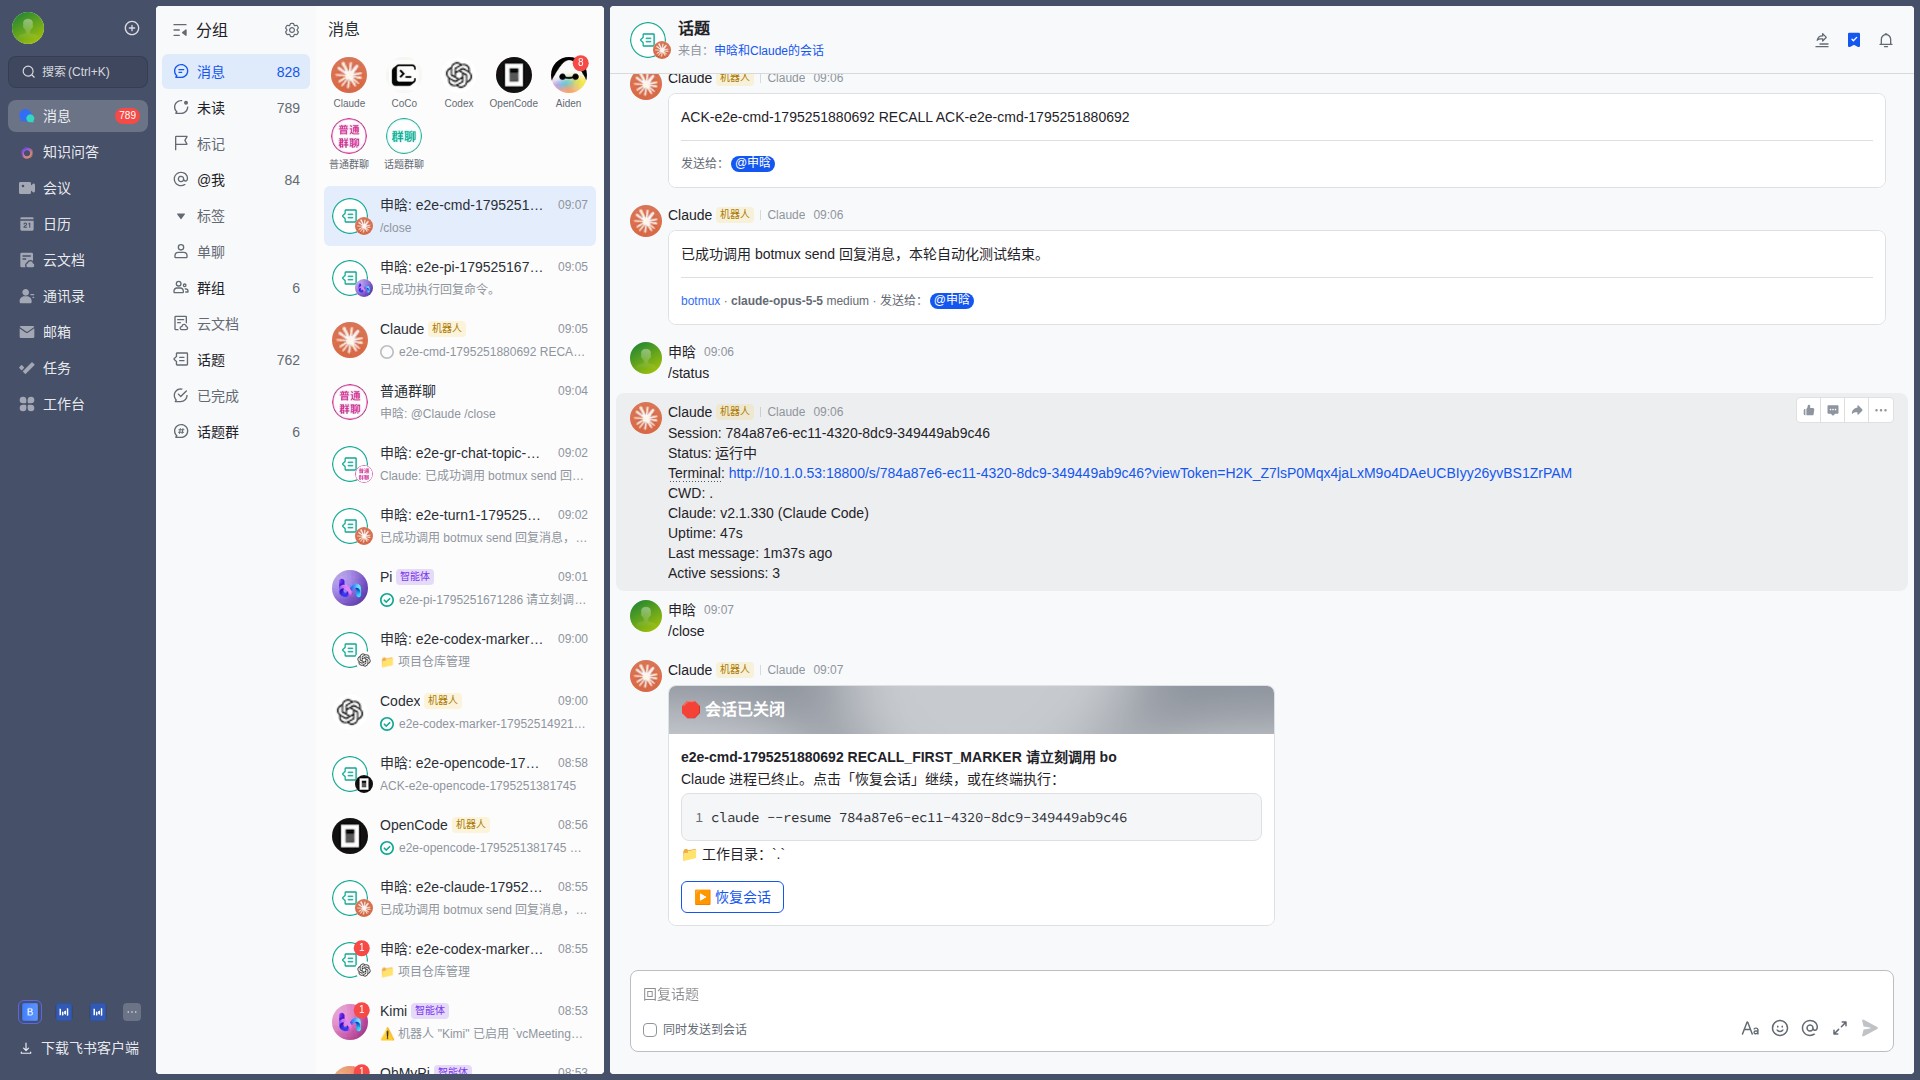 搜索 (Ctrl+K)
消息 789
知识问答
会议
日历
云文档
通讯录
邮箱
任务
工作台
下载飞书客户端
分组
消息 828
未读 789
标记
@我 84
标签
单聊
群组 6
云文档
话题 762
已完成
话题群 6
消息
Claude
CoCo
Codex
OpenCode
8
Aiden
普通群聊
普通群聊
群聊
话题群聊
申晗: e2e-cmd-1795251... 09:07
/close
申晗: e2e-pi-179525167... 09:05
已成功执行回复命令。
Claude 机器人 09:05
e2e-cmd-1795251880692 RECA...
普通群聊 09:04
申晗: @Claude /close
申晗: e2e-gr-chat-topic-... 09:02
Claude: 已成功调用 botmux send 回...
申晗: e2e-turn1-179525... 09:02
已成功调用 botmux send 回复消息，...
Pi 智能体 09:01
e2e-pi-1795251671286 请立刻调...
申晗: e2e-codex-marker... 09:00
📁 项目仓库管理
Codex 机器人 09:00
e2e-codex-marker-17952514921...
申晗: e2e-opencode-17... 08:58
ACK-e2e-opencode-1795251381745
OpenCode 机器人 08:56
e2e-opencode-1795251381745 ...
申晗: e2e-claude-17952... 08:55
已成功调用 botmux send 回复消息，...
1
申晗: e2e-codex-marker... 08:55
📁 项目仓库管理
1
Kimi 智能体 08:53
⚠️ 机器人 "Kimi" 已启用 `vcMeeting...
1
OhMyPi 智能体 08:53
话题
来自：申晗和Claude的会话
Claude 机器人 | Claude 09:06
ACK-e2e-cmd-1795251880692 RECALL ACK-e2e-cmd-1795251880692
发送给：@申晗
Claude 机器人 | Claude 09:06
已成功调用 botmux send 回复消息，本轮自动化测试结束。
botmux · claude-opus-5-5 medium · 发送给：@申晗
申晗 09:06
/status
Claude 机器人 | Claude 09:06
Session: 784a87e6-ec11-4320-8dc9-349449ab9c46
Status: 运行中
Terminal: http://10.1.0.53:18800/s/784a87e6-ec11-4320-8dc9-349449ab9c46?viewToken=H2K_Z7lsP0Mqx4jaLxM9o4DAeUCBIyy26yvBS1ZrPAM
CWD: .
Claude: v2.1.330 (Claude Code)
Uptime: 47s
Last message: 1m37s ago
Active sessions: 3
申晗 09:07
/close
Claude 机器人 | Claude 09:07
🛑 会话已关闭
e2e-cmd-1795251880692 RECALL_FIRST_MARKER 请立刻调用 bo
Claude 进程已终止。点击「恢复会话」继续，或在终端执行：
1 claude --resume 784a87e6-ec11-4320-8dc9-349449ab9c46
📁 工作目录：`.`
▶️ 恢复会话
回复话题
同时发送到会话
Aa